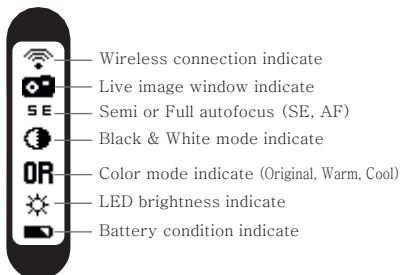 Wireless connection indicate
Live image window indicate
S E Semi or Full autofocus (SE, AF)
Black & White mode indicate
OR Color mode indicate (Original, Warm, Cool)
LED brightness indicate
Battery condition indicate